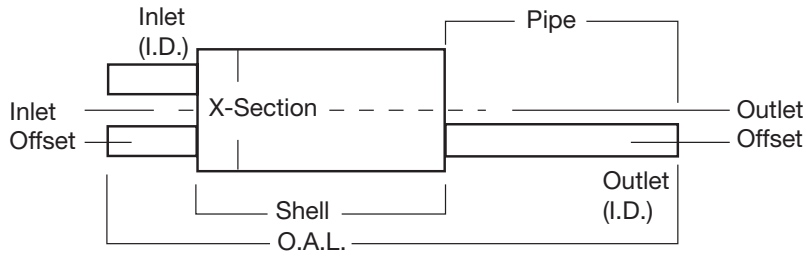 Inlet
(I.D.)
Pipe
Inlet
Offset
X-Section
Outlet
Offset
Outlet
(I.D.)
Shell
O.A.L.